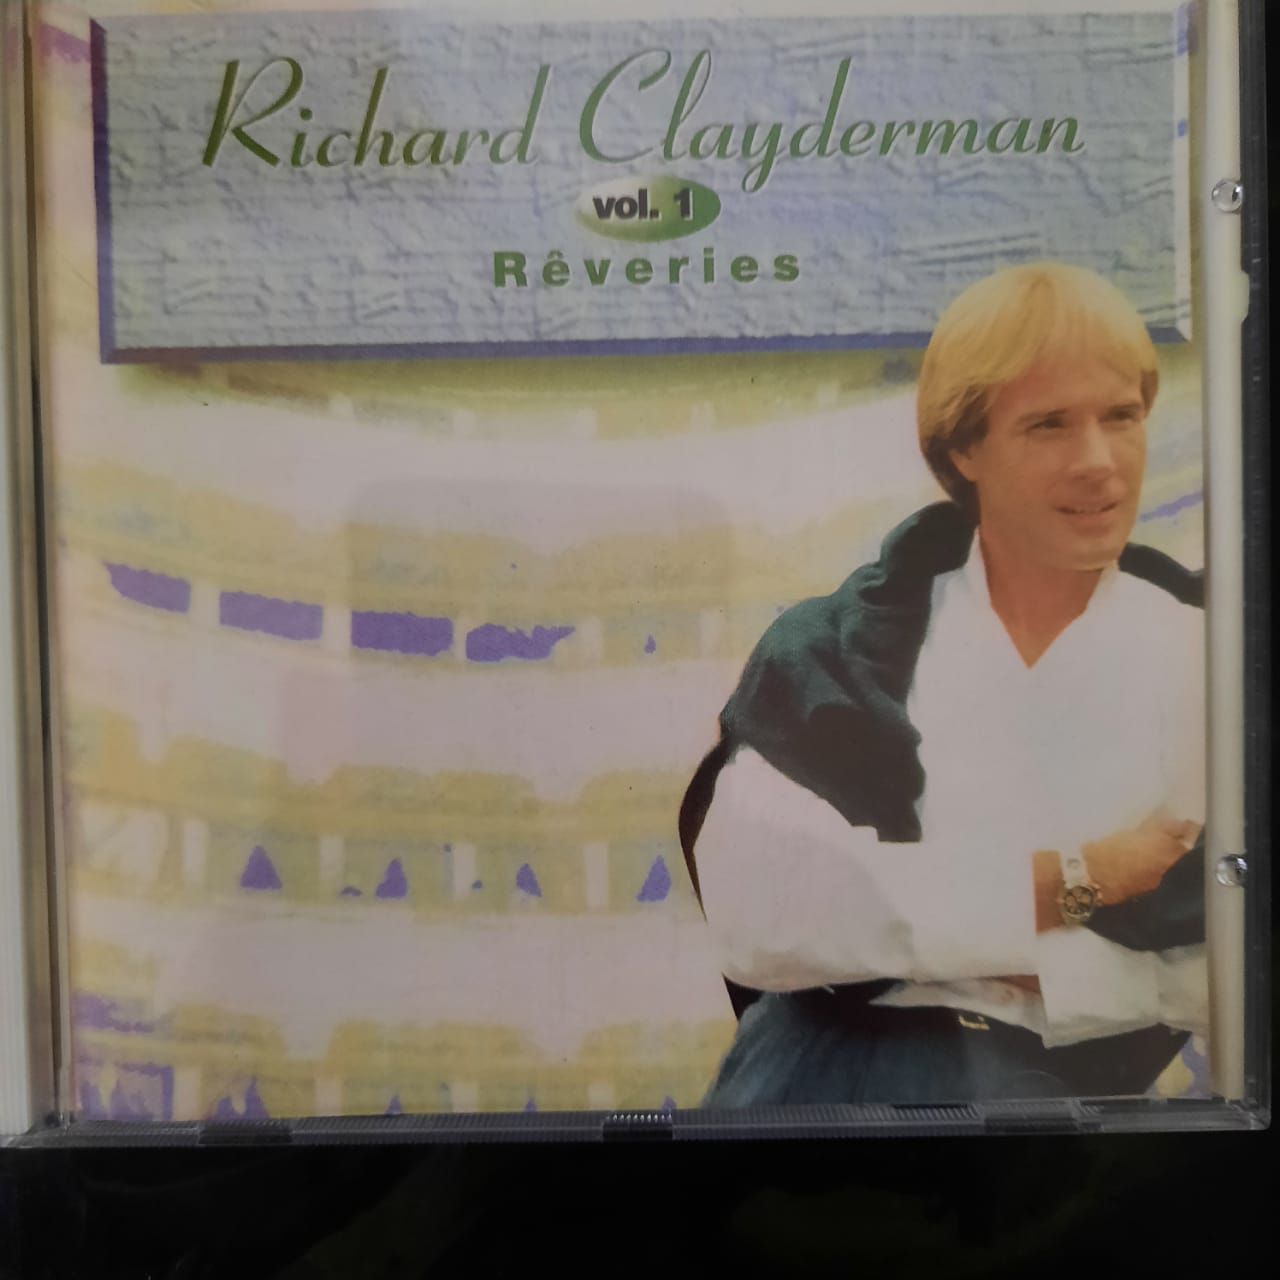 Richard Clayderman
vol. 1
Rêveries